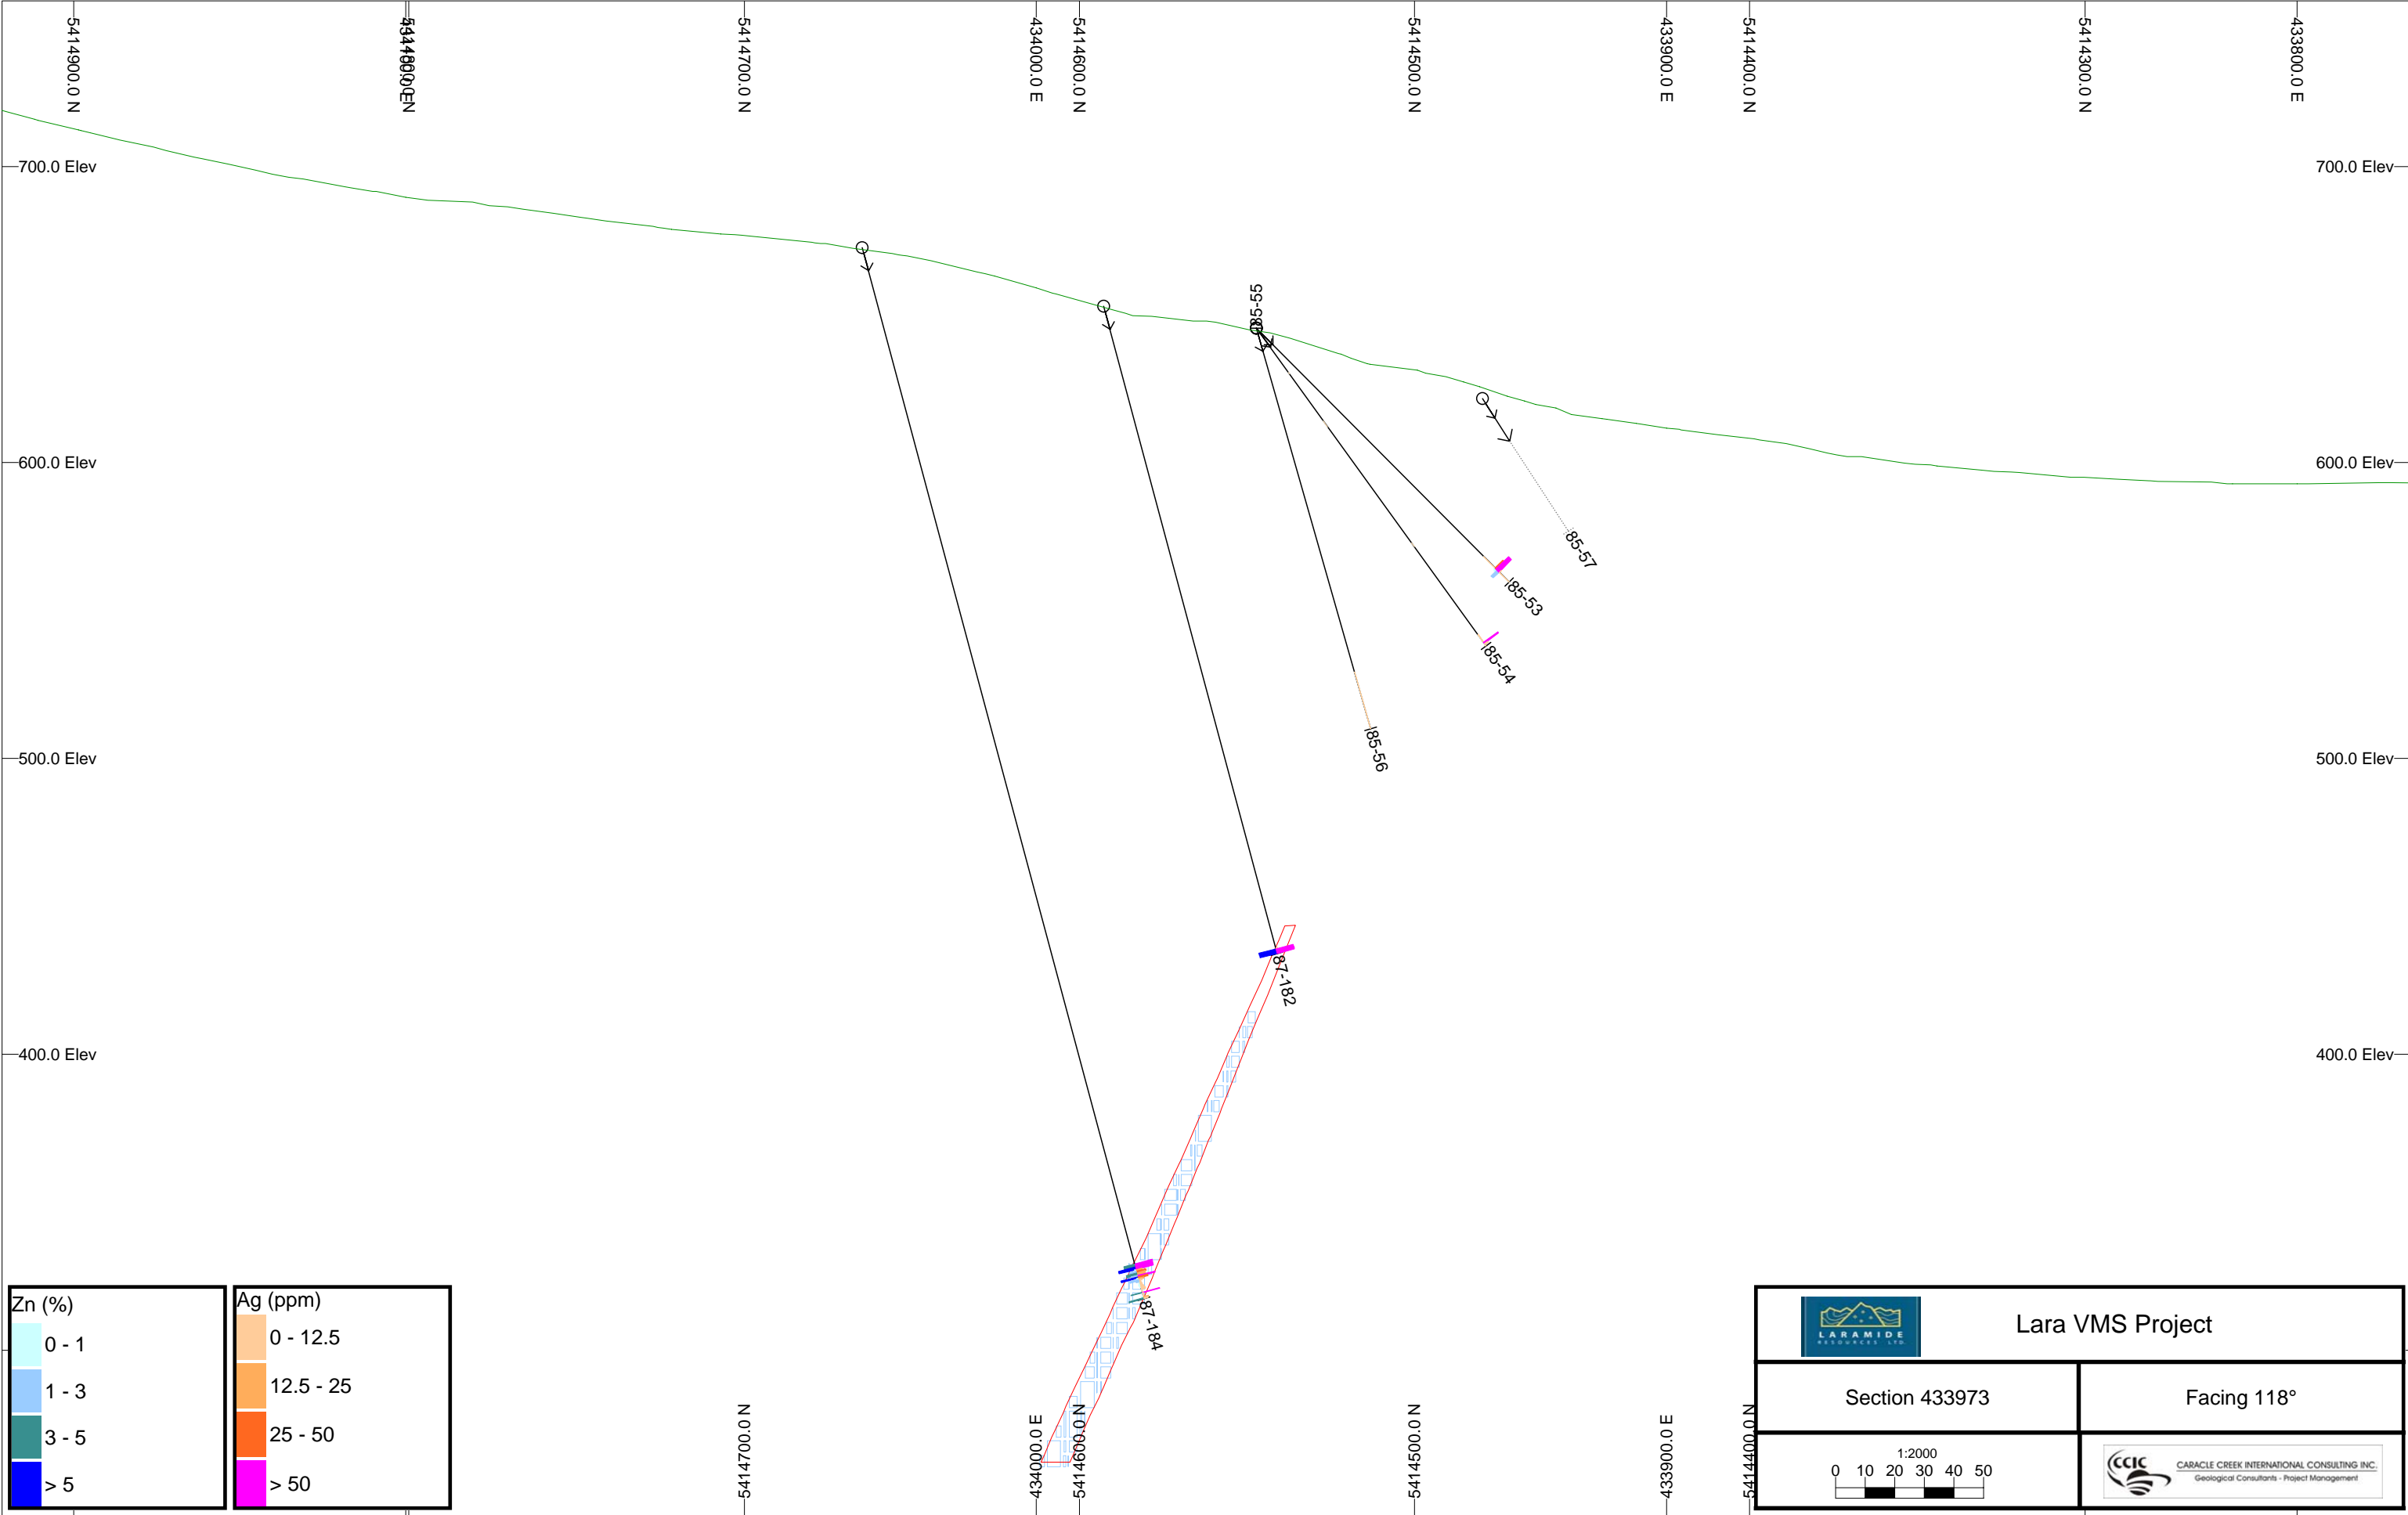 5414900.0 N
5414800.0 N
5414700.0 N
434000.0 E
5414600.0 N
5414500.0 N
433900.0 E
5414400.0 N
5414300.0 N
433800.0 E
700.0 Elev
700.0 Elev
600.0 Elev
600.0 Elev
500.0 Elev
500.0 Elev
400.0 Elev
400.0 Elev
85-55
85-57
85-53
85-54
85-56
87-182
87-184
Zn (%)
0 - 1
1 - 3
3 - 5
> 5
Ag (ppm)
0 - 12.5
12.5 - 25
25 - 50
> 50
5414700.0 N
434000.0 E
5414600.0 N
5414500.0 N
433900.0 E
5414400.0 N
LARAMIDE
RESOURCES LTD.
Lara VMS Project
Section 433973
Facing 118°
1:2000
0 10 20 30 40 50
CCIC
CARACLE CREEK INTERNATIONAL CONSULTING INC.
Geological Consultants - Project Management